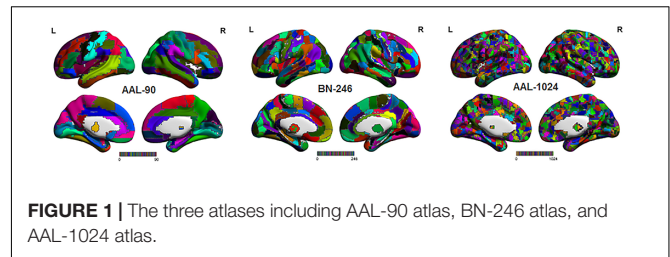 L R L R L R
AAL-90 BN-246 AAL-1024
0 90 0 246 0 1024
FIGURE 1 | The three atlases including AAL-90 atlas, BN-246 atlas, and
AAL-1024 atlas.